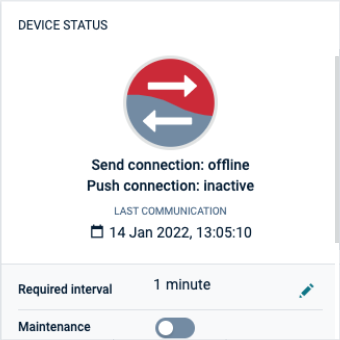 DEVICE STATUS
Send connection: offline
Push connection: inactive
LAST COMMUNICATION
14 Jan 2022, 13:05:10
Required interval 1 minute
Maintenance